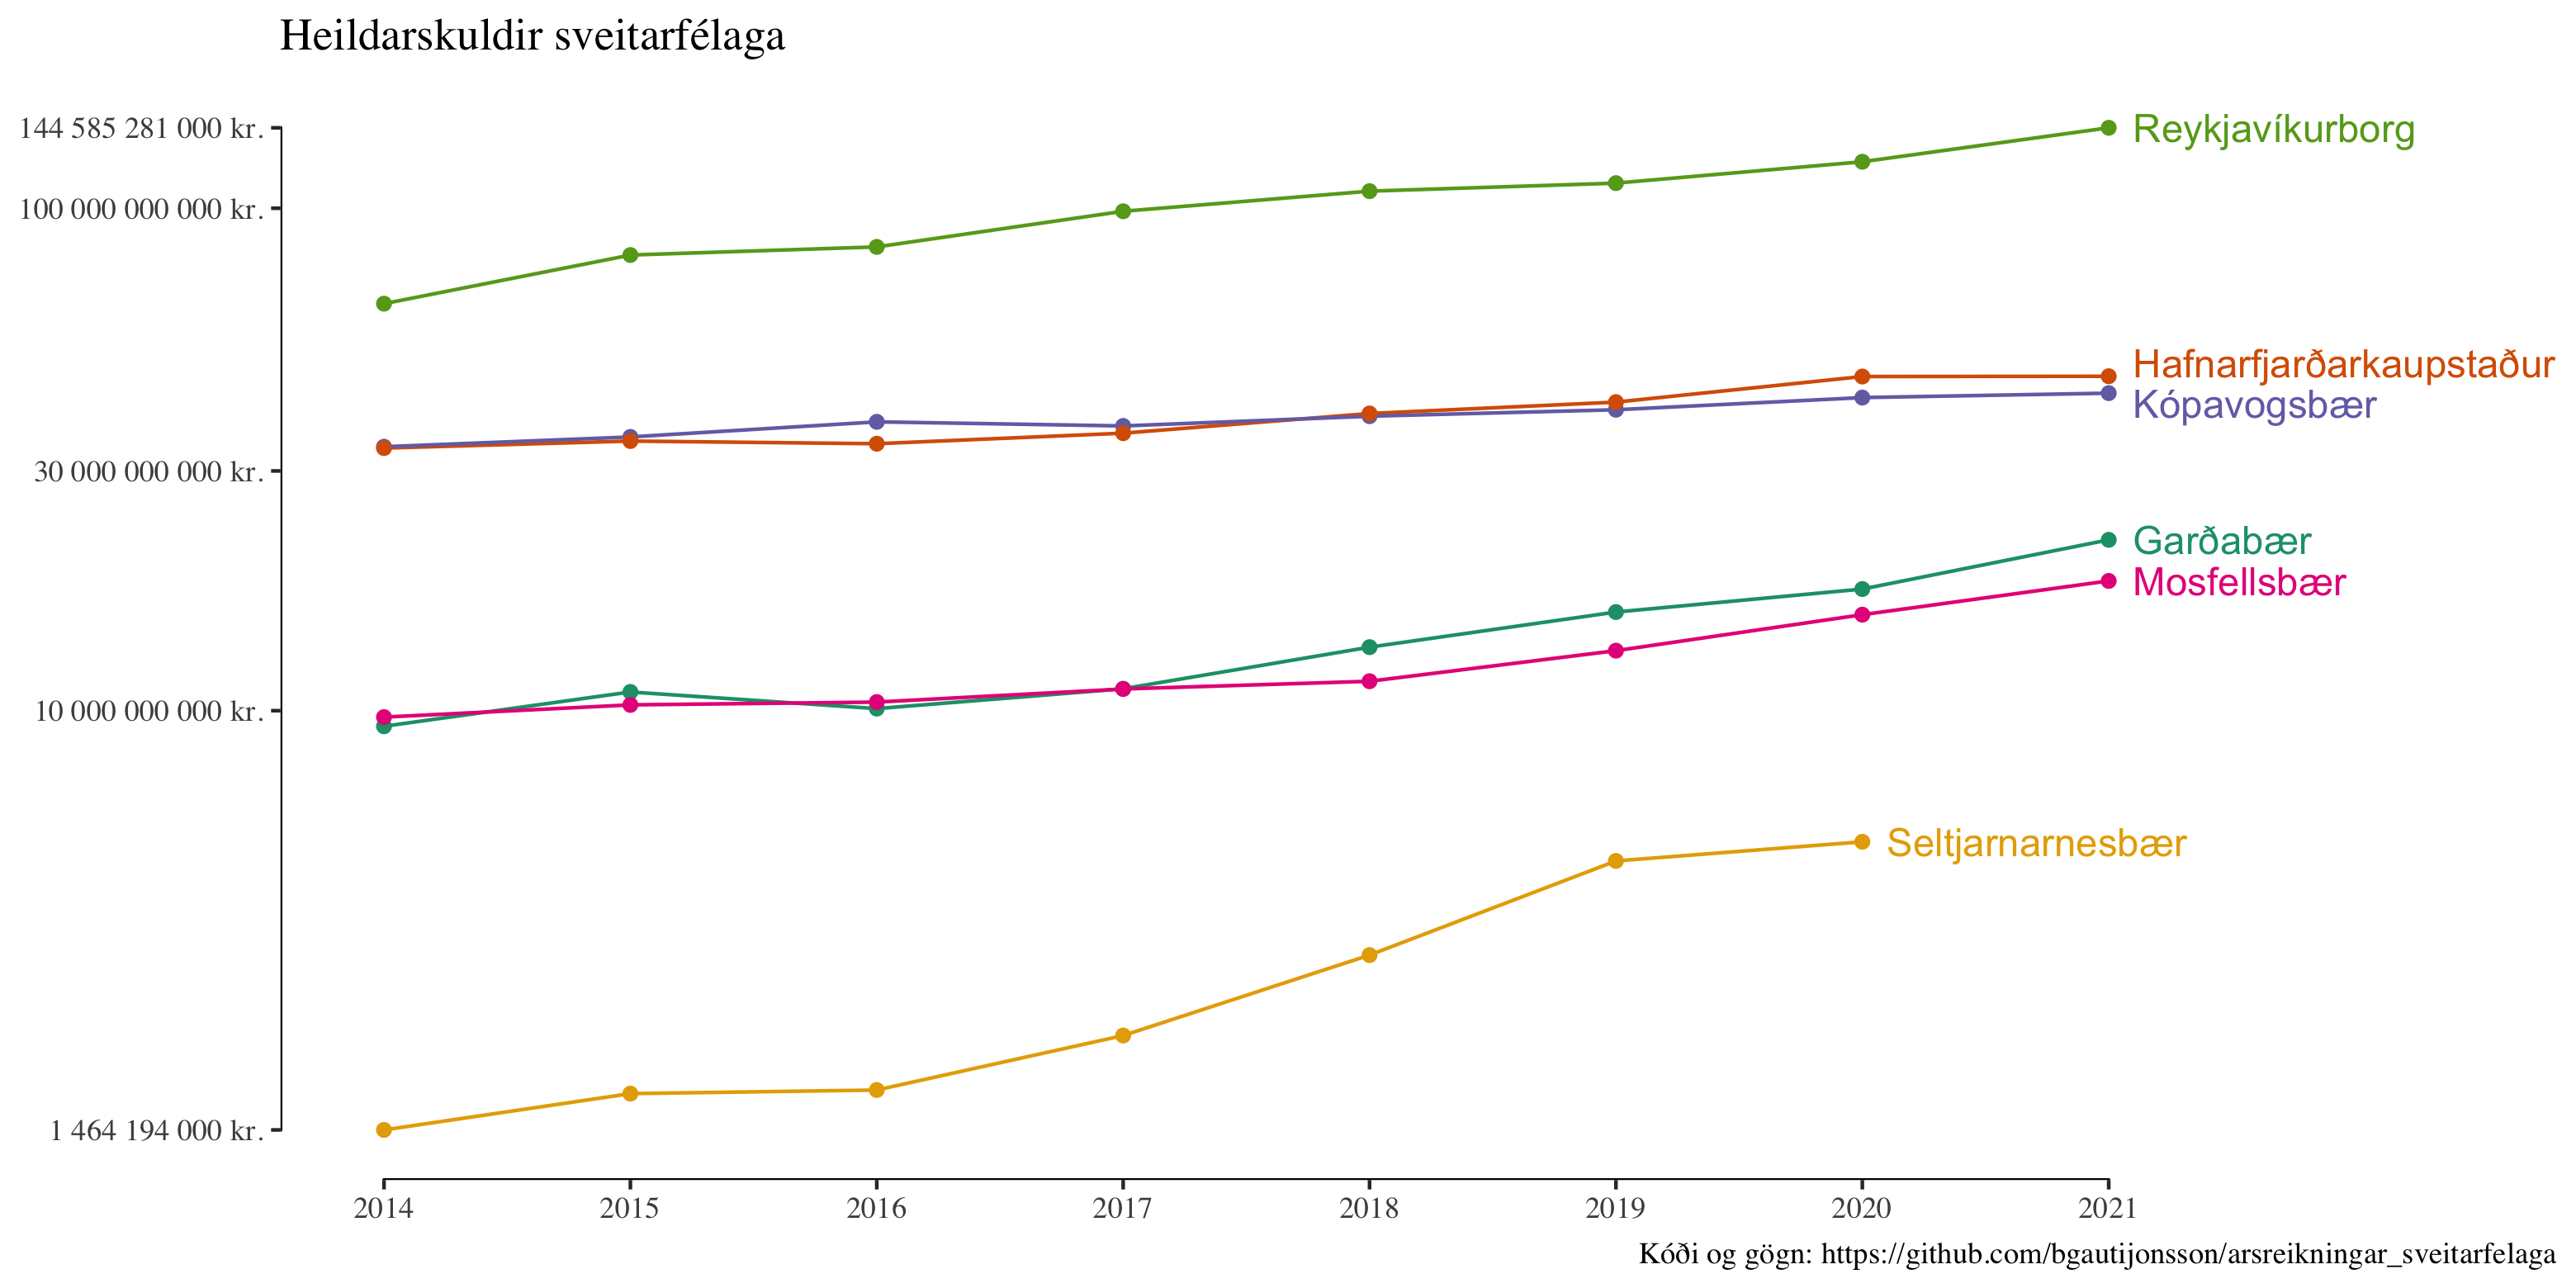 Heildarskuldir sveitarfélaga
144 585 281 000 kr.
100 000 000 000 kr.
30 000 000 000 kr.
10 000 000 000 kr.
1 464 194 000 kr.
Reykjavíkurborg
Hafnarfjarðarkaupstaður
Kópavogsbær
Garðabær
Mosfellsbær
Seltjarnarnesbær
2014 2015 2016 2017 2018 2019 2020 2021
Kóði og gögn: https://github.com/bgautijonsson/arsreikningar_sveitarfelaga